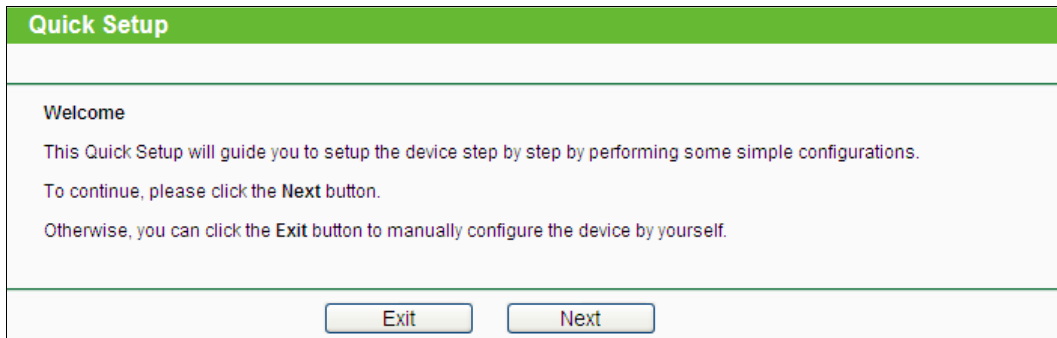 Quick Setup
Welcome
This Quick Setup will guide you to setup the device step by step by performing some simple configurations.
To continue, please click the Next button.
Otherwise, you can click the Exit button to manually configure the device by yourself.
Exit Next